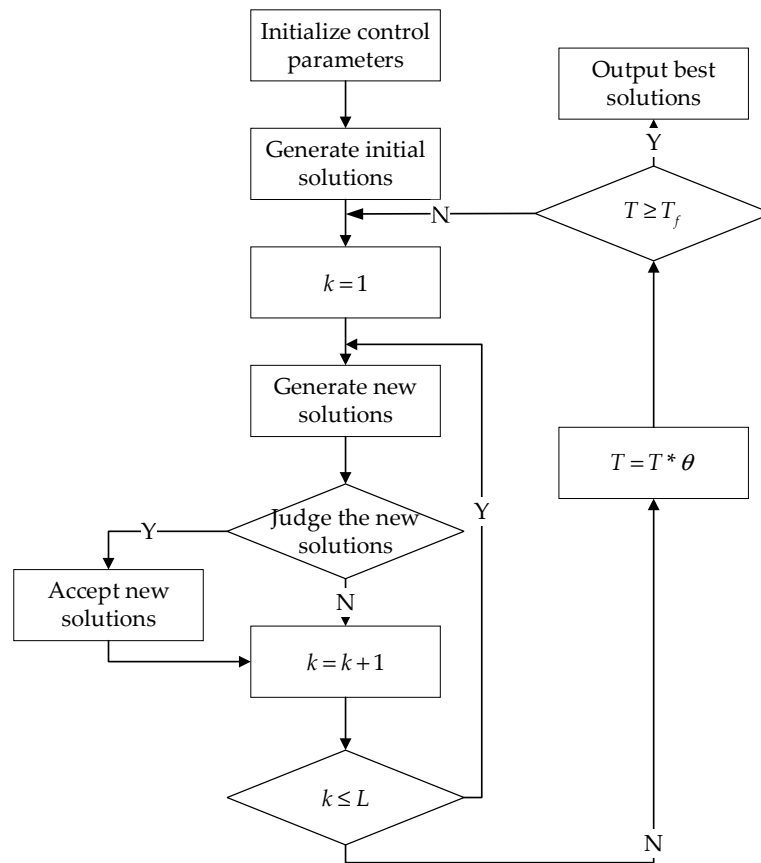 Initialize control
parameters
Generate initial
solutions
k = 1
Generate new
solutions
Judge the new
solutions
Y
N
Accept new
solutions
k = k + 1
k ≤ L
Y
N
T = T * θ
T ≥ T_f
N
Y
Output best
solutions